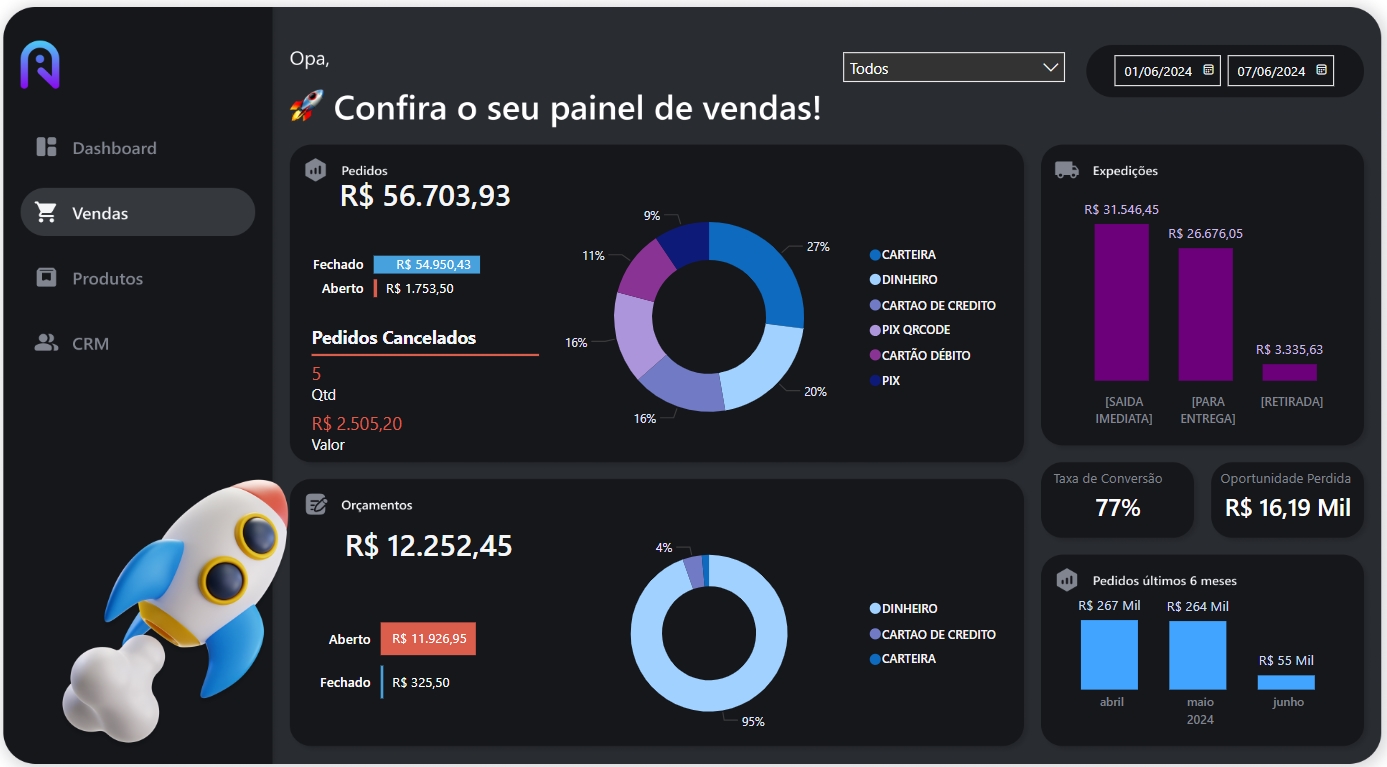 Opa,
Confira o seu painel de vendas!
Todos
01/06/2024
07/06/2024
Dashboard
Vendas
Produtos
CRM
Pedidos
R$ 56.703,93
Fechado R$ 54.950,43
Aberto R$ 1.753,50
Pedidos Cancelados
5
Qtd
R$ 2.505,20
Valor
9%
27%
11%
16%
16%
20%
CARTEIRA
DINHEIRO
CARTAO DE CREDITO
PIX QRCODE
CARTÃO DÉBITO
PIX
Expedições
R$ 31.546,45
R$ 26.676,05
R$ 3.335,63
[SAIDA
IMEDIATA]
[PARA
ENTREGA]
[RETIRADA]
Taxa de Conversão
77%
Oportunidade Perdida
R$ 16,19 Mil
Orçamentos
R$ 12.252,45
Aberto R$ 11.926,95
Fechado R$ 325,50
4%
95%
DINHEIRO
CARTAO DE CREDITO
CARTEIRA
Pedidos últimos 6 meses
R$ 267 Mil
R$ 264 Mil
R$ 55 Mil
abril
maio
junho
2024